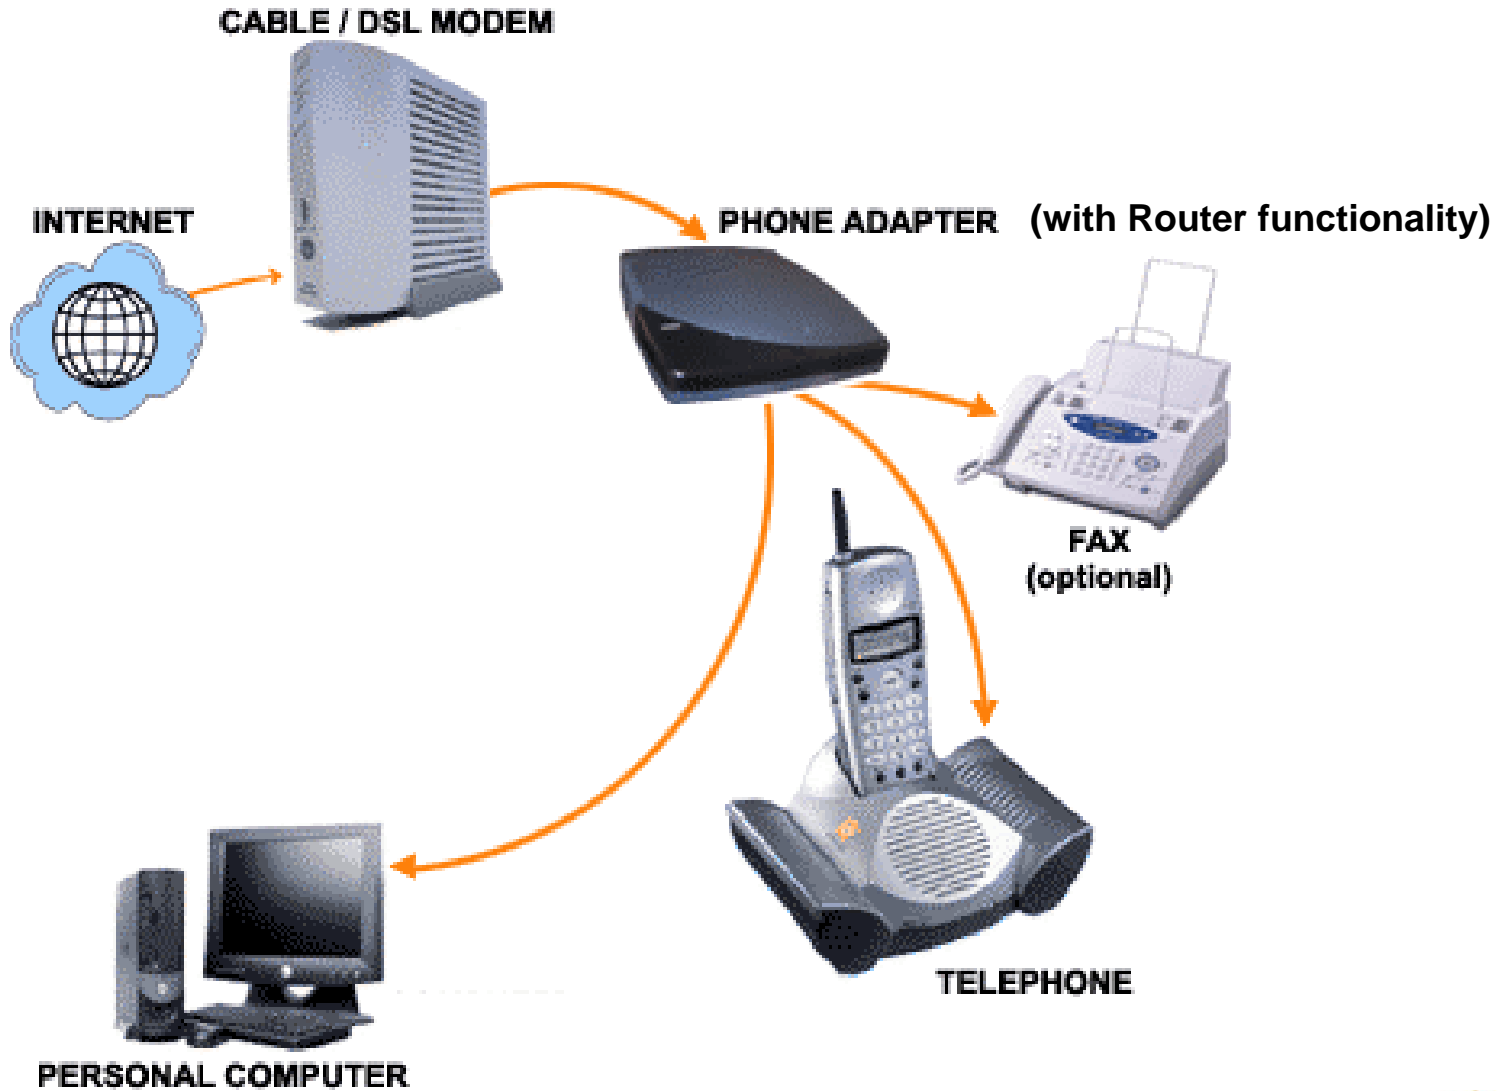 CABLE / DSL MODEM
INTERNET
PHONE ADAPTER (with Router functionality)
FAX
(optional)
TELEPHONE
PERSONAL COMPUTER